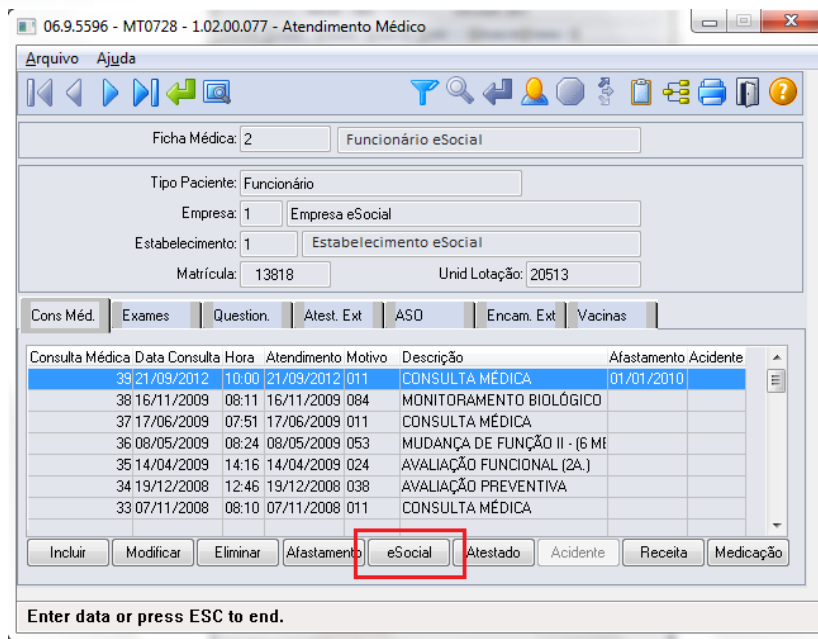 06.9.5596 - MT0728 - 1.02.00.077 - Atendimento Médico
Arquivo Ajuda
Ficha Médica: 2 Funcionário eSocial
Tipo Paciente: Funcionário
Empresa: 1 Empresa eSocial
Estabelecimento: 1 Estabelecimento eSocial
Matrícula: 13818 Unid Lotação: 20513
Cons Méd. Exames Question. Atest. Ext ASO Encam. Ext Vacinas
Consulta Médica Data Consulta Hora Atendimento Motivo Descrição Afastamento Acidente
39 21/09/2012 10:00 21/09/2012 011 CONSULTA MÉDICA 01/01/2010
38 16/11/2009 08:11 16/11/2009 084 MONITORAMENTO BIOLÓGICO
37 17/06/2009 07:51 17/06/2009 011 CONSULTA MÉDICA
36 08/05/2009 08:24 08/05/2009 053 MUDANÇA DE FUNÇÃO II - (6 ME
35 14/04/2009 14:16 14/04/2009 024 AVALIAÇÃO FUNCIONAL (2A.)
34 19/12/2008 12:46 19/12/2008 038 AVALIAÇÃO PREVENTIVA
33 07/11/2008 08:10 07/11/2008 011 CONSULTA MÉDICA
Incluir Modificar Eliminar Afastamento eSocial Atestado Acidente Receita Medicação
Enter data or press ESC to end.